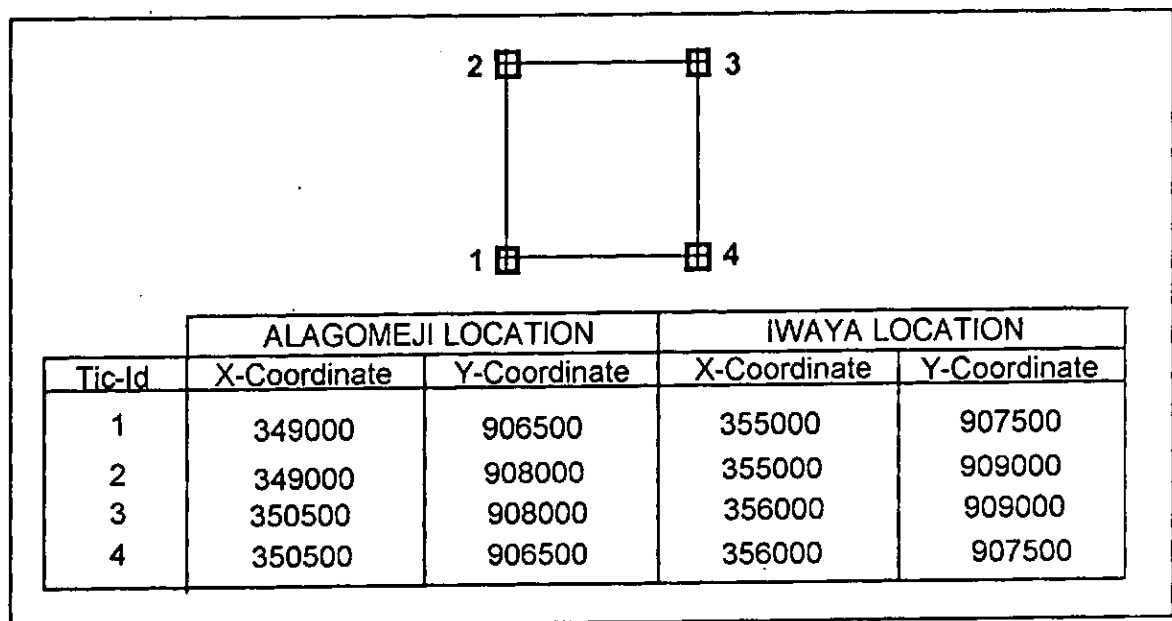 2 3
1 4
ALAGOMEJI LOCATION IWAYA LOCATION
Tic-Id X-Coordinate Y-Coordinate X-Coordinate Y-Coordinate
1 349000 906500 355000 907500
2 349000 908000 355000 909000
3 350500 908000 356000 909000
4 350500 906500 356000 907500